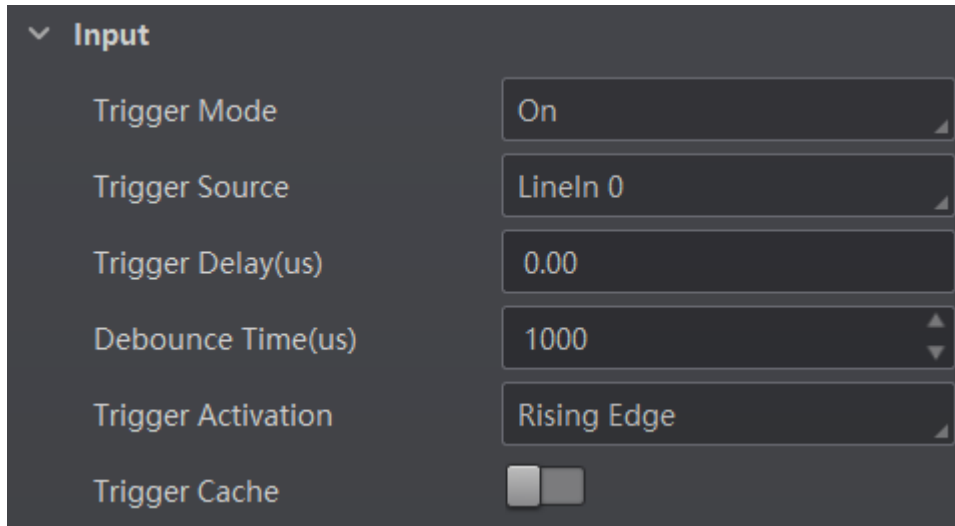 Input
Trigger Mode On
Trigger Source LineIn 0
Trigger Delay(us) 0.00
Debounce Time(us) 1000
Trigger Activation Rising Edge
Trigger Cache